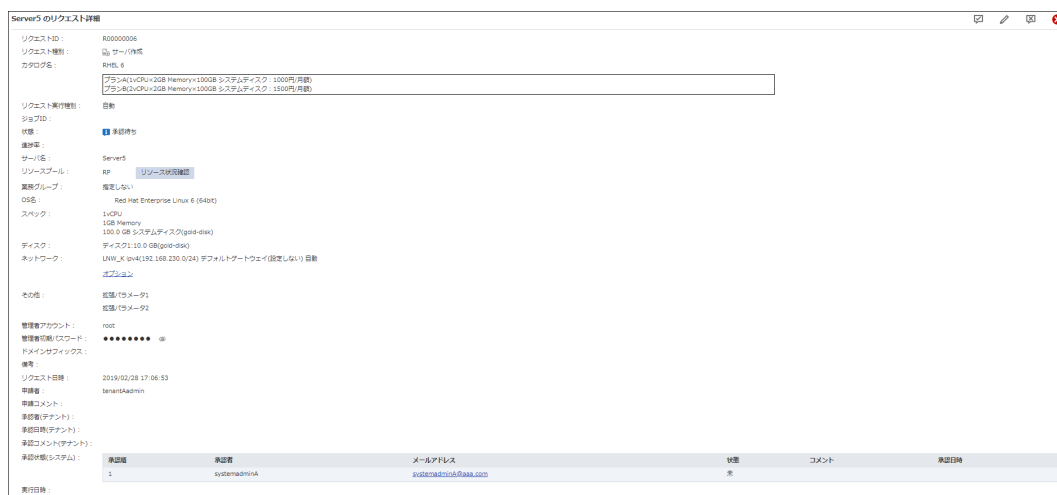 Server5 のリクエスト詳細
リクエストID： R00000006
リクエスト種別： サーバ作成
カタログ名： RHEL 6
プランA(1vCPU×2GB Memory×100GB システムディスク：1000円/月額)
プランB(2vCPU×2GB Memory×100GB システムディスク：1500円/月額)
リクエスト実行種別： 自動
ジョブID：
状態： 承認待ち
進捗率：
サーバ名： Server5
リソースプール： RP リソース状況確認
業務グループ： 指定しない
OS名： Red Hat Enterprise Linux 6 (64bit)
スペック： 1vCPU
1GB Memory
100.0 GB システムディスク(gold-disk)
ディスク： ディスク1:10.0 GB(gold-disk)
ネットワーク： LNW_K ipv4(192.168.230.0/24) デフォルトゲートウェイ(設定しない) 自動
オプション
その他： 拡張パラメータ1
拡張パラメータ2
管理者アカウント： root
管理者初期パスワード： ●●●●●●●●
ドメインサフィックス：
備考：
リクエスト日時： 2019/02/28 17:06:53
申請者： tenantAadmin
申請コメント：
承認者(テナント)：
承認日時(テナント)：
承認コメント(テナント)：
承認状態(システム)： 承認順 承認者 メールアドレス 状態 コメント 承認日時
1 systemadminA systemadminA@aaa.com 未
実行日時：